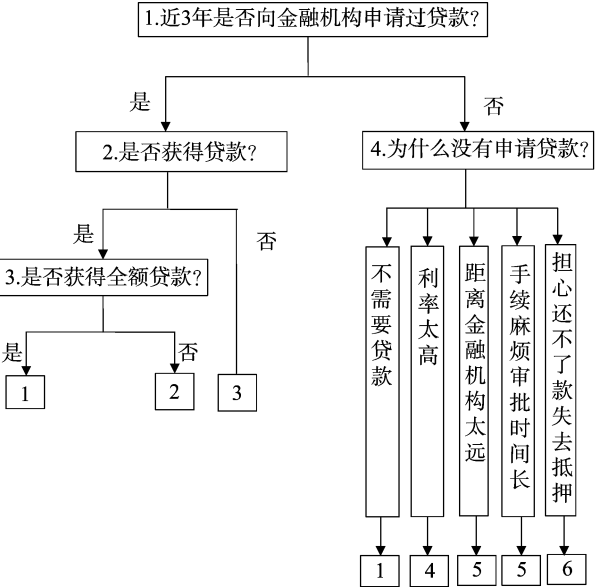 1.近3年是否向金融机构申请过贷款?
是
否
2.是否获得贷款?
4.为什么没有申请贷款?
是
否
3.是否获得全额贷款?
是
否
1
2
3
不需要贷款
利率太高
距离金融机构太远
手续麻烦审批时间长
担心还不了款失去抵押
1
4
5
5
6